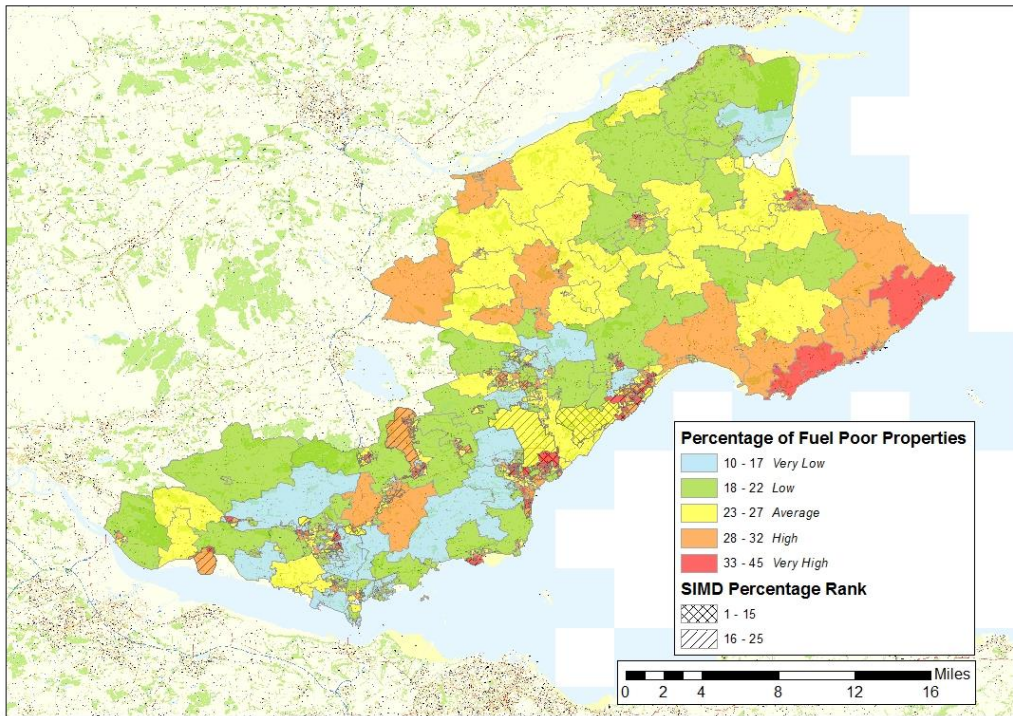 Percentage of Fuel Poor Properties
10 - 17 Very Low
18 - 22 Low
23 - 27 Average
28 - 32 High
33 - 45 Very High
SIMD Percentage Rank
1 - 15
16 - 25
Miles
0 2 4 8 12 16